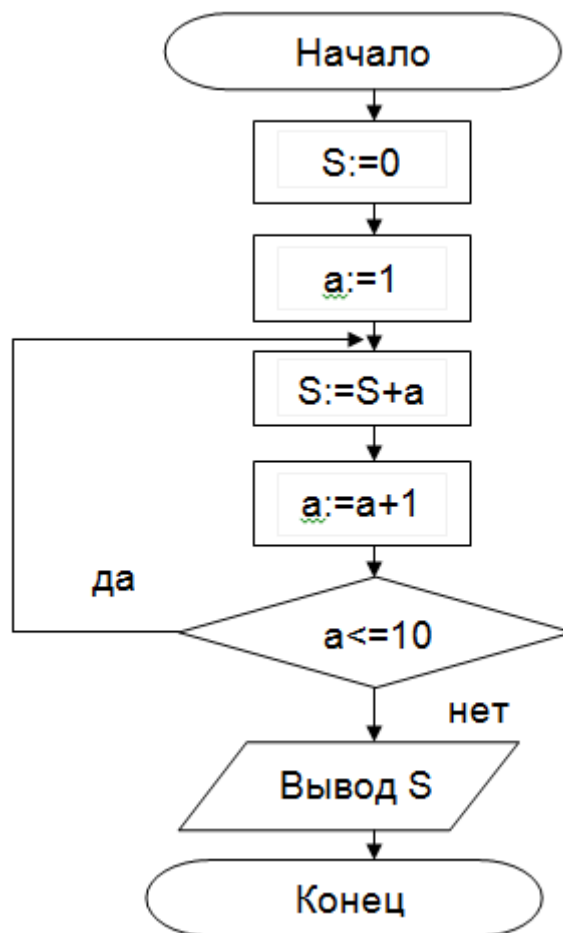 Начало
S:=0
a:=1
S:=S+a
a:=a+1
да
a<=10
нет
Вывод S
Конец